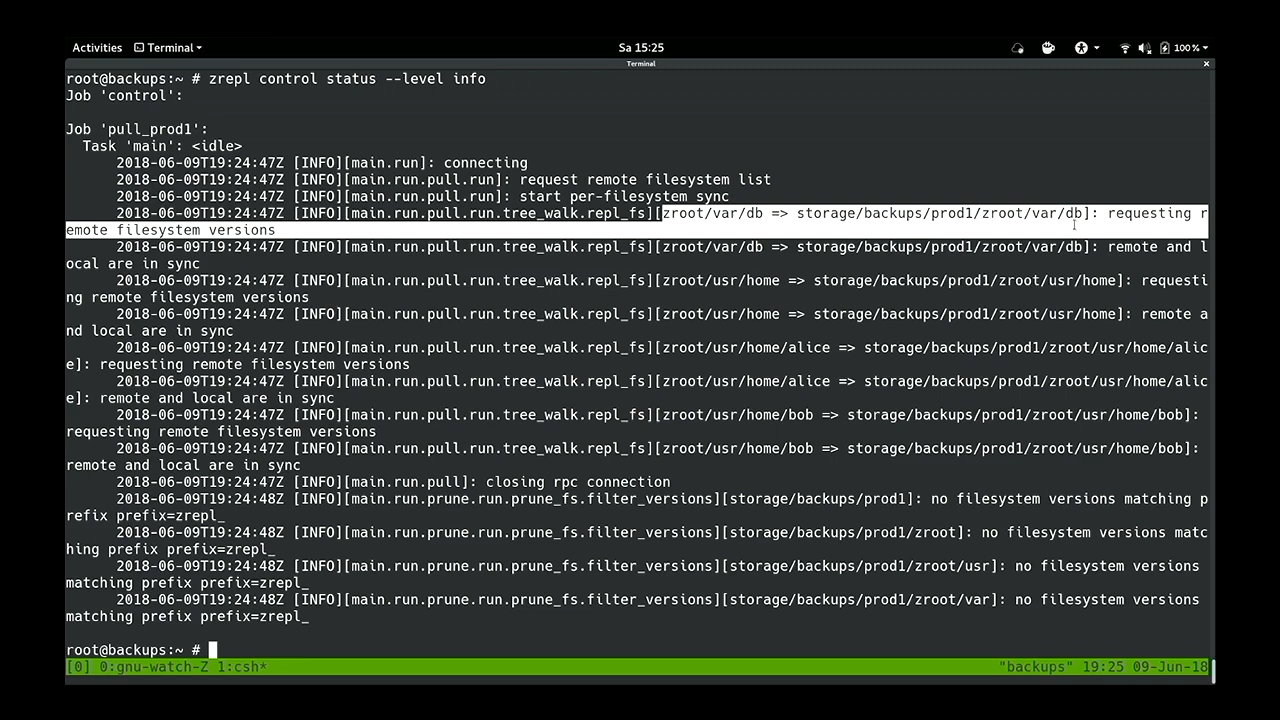 Activities Terminal Sa 15:25 100%
Terminal
root@backups:~ # zrepl control status --level info
Job 'control':
Job 'pull_prod1':
Task 'main': <idle>
2018-06-09T19:24:47Z [INFO][main.run]: connecting
2018-06-09T19:24:47Z [INFO][main.run.pull.run]: request remote filesystem list
2018-06-09T19:24:47Z [INFO][main.run.pull.run]: start per-filesystem sync
2018-06-09T19:24:47Z [INFO][main.run.pull.run.tree_walk.repl_fs][zroot/var/db => storage/backups/prod1/zroot/var/db]: requesting r
emote filesystem versions
2018-06-09T19:24:47Z [INFO][main.run.pull.run.tree_walk.repl_fs][zroot/var/db => storage/backups/prod1/zroot/var/db]: remote and l
ocal are in sync
2018-06-09T19:24:47Z [INFO][main.run.pull.run.tree_walk.repl_fs][zroot/usr/home => storage/backups/prod1/zroot/usr/home]: requesti
ng remote filesystem versions
2018-06-09T19:24:47Z [INFO][main.run.pull.run.tree_walk.repl_fs][zroot/usr/home => storage/backups/prod1/zroot/usr/home]: remote a
nd local are in sync
2018-06-09T19:24:47Z [INFO][main.run.pull.run.tree_walk.repl_fs][zroot/usr/home/alice => storage/backups/prod1/zroot/usr/home/alic
e]: requesting remote filesystem versions
2018-06-09T19:24:47Z [INFO][main.run.pull.run.tree_walk.repl_fs][zroot/usr/home/alice => storage/backups/prod1/zroot/usr/home/alic
e]: remote and local are in sync
2018-06-09T19:24:47Z [INFO][main.run.pull.run.tree_walk.repl_fs][zroot/usr/home/bob => storage/backups/prod1/zroot/usr/home/bob]:
requesting remote filesystem versions
2018-06-09T19:24:47Z [INFO][main.run.pull.run.tree_walk.repl_fs][zroot/usr/home/bob => storage/backups/prod1/zroot/usr/home/bob]:
remote and local are in sync
2018-06-09T19:24:47Z [INFO][main.run.pull]: closing rpc connection
2018-06-09T19:24:48Z [INFO][main.run.prune.run.prune_fs.filter_versions][storage/backups/prod1]: no filesystem versions matching p
refix prefix=zrepl_
2018-06-09T19:24:48Z [INFO][main.run.prune.run.prune_fs.filter_versions][storage/backups/prod1/zroot]: no filesystem versions matc
hing prefix prefix=zrepl_
2018-06-09T19:24:48Z [INFO][main.run.prune.run.prune_fs.filter_versions][storage/backups/prod1/zroot/usr]: no filesystem versions
matching prefix prefix=zrepl_
2018-06-09T19:24:48Z [INFO][main.run.prune.run.prune_fs.filter_versions][storage/backups/prod1/zroot/var]: no filesystem versions
matching prefix prefix=zrepl_
root@backups:~ #
[0] 0:gnu-watch-Z 1:csh* "backups" 19:25 09-Jun-18